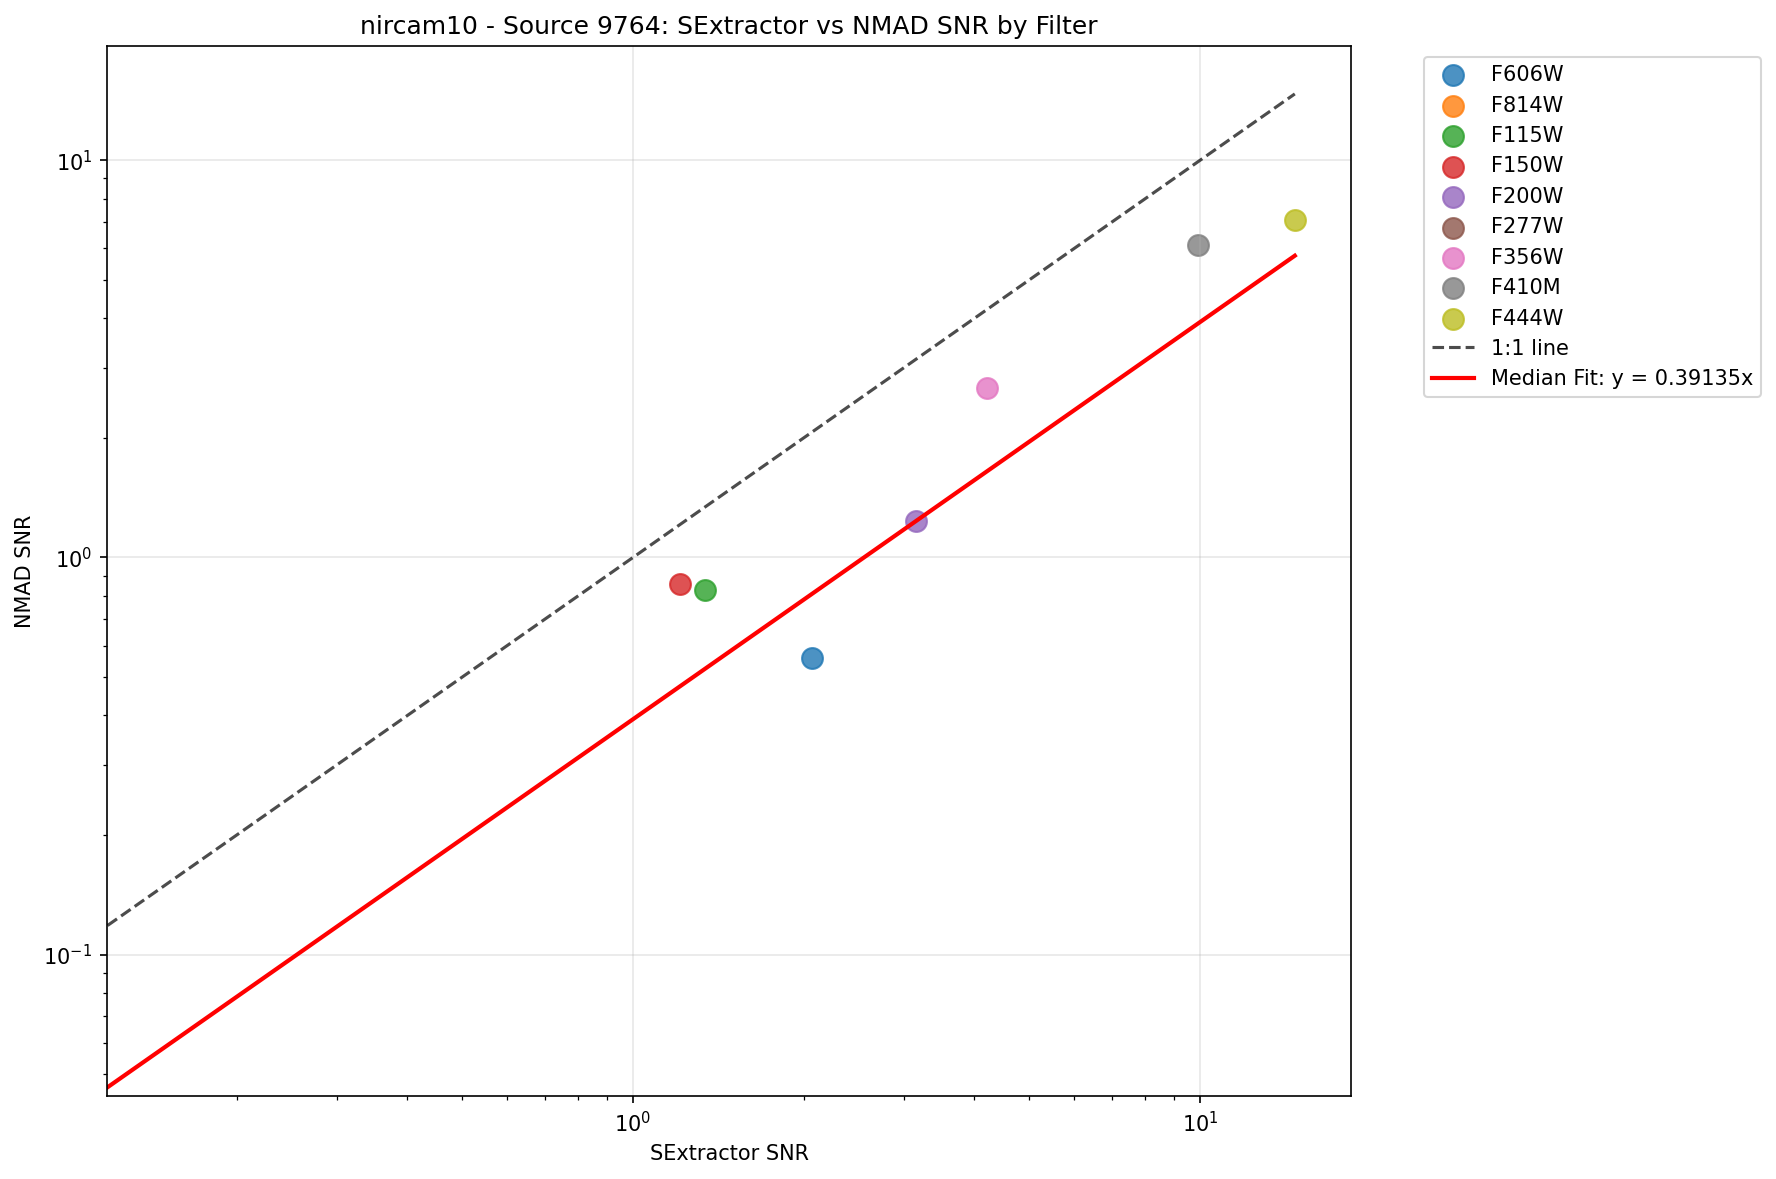 nircam10 - Source 9764: SExtractor vs NMAD SNR by Filter
F606W
F814W
F115W
F150W
F200W
F277W
F356W
F410M
F444W
1:1 line
Median Fit: y = 0.39135x
10¹
10⁰
10⁻¹
NMAD SNR
10⁰
10¹
SExtractor SNR